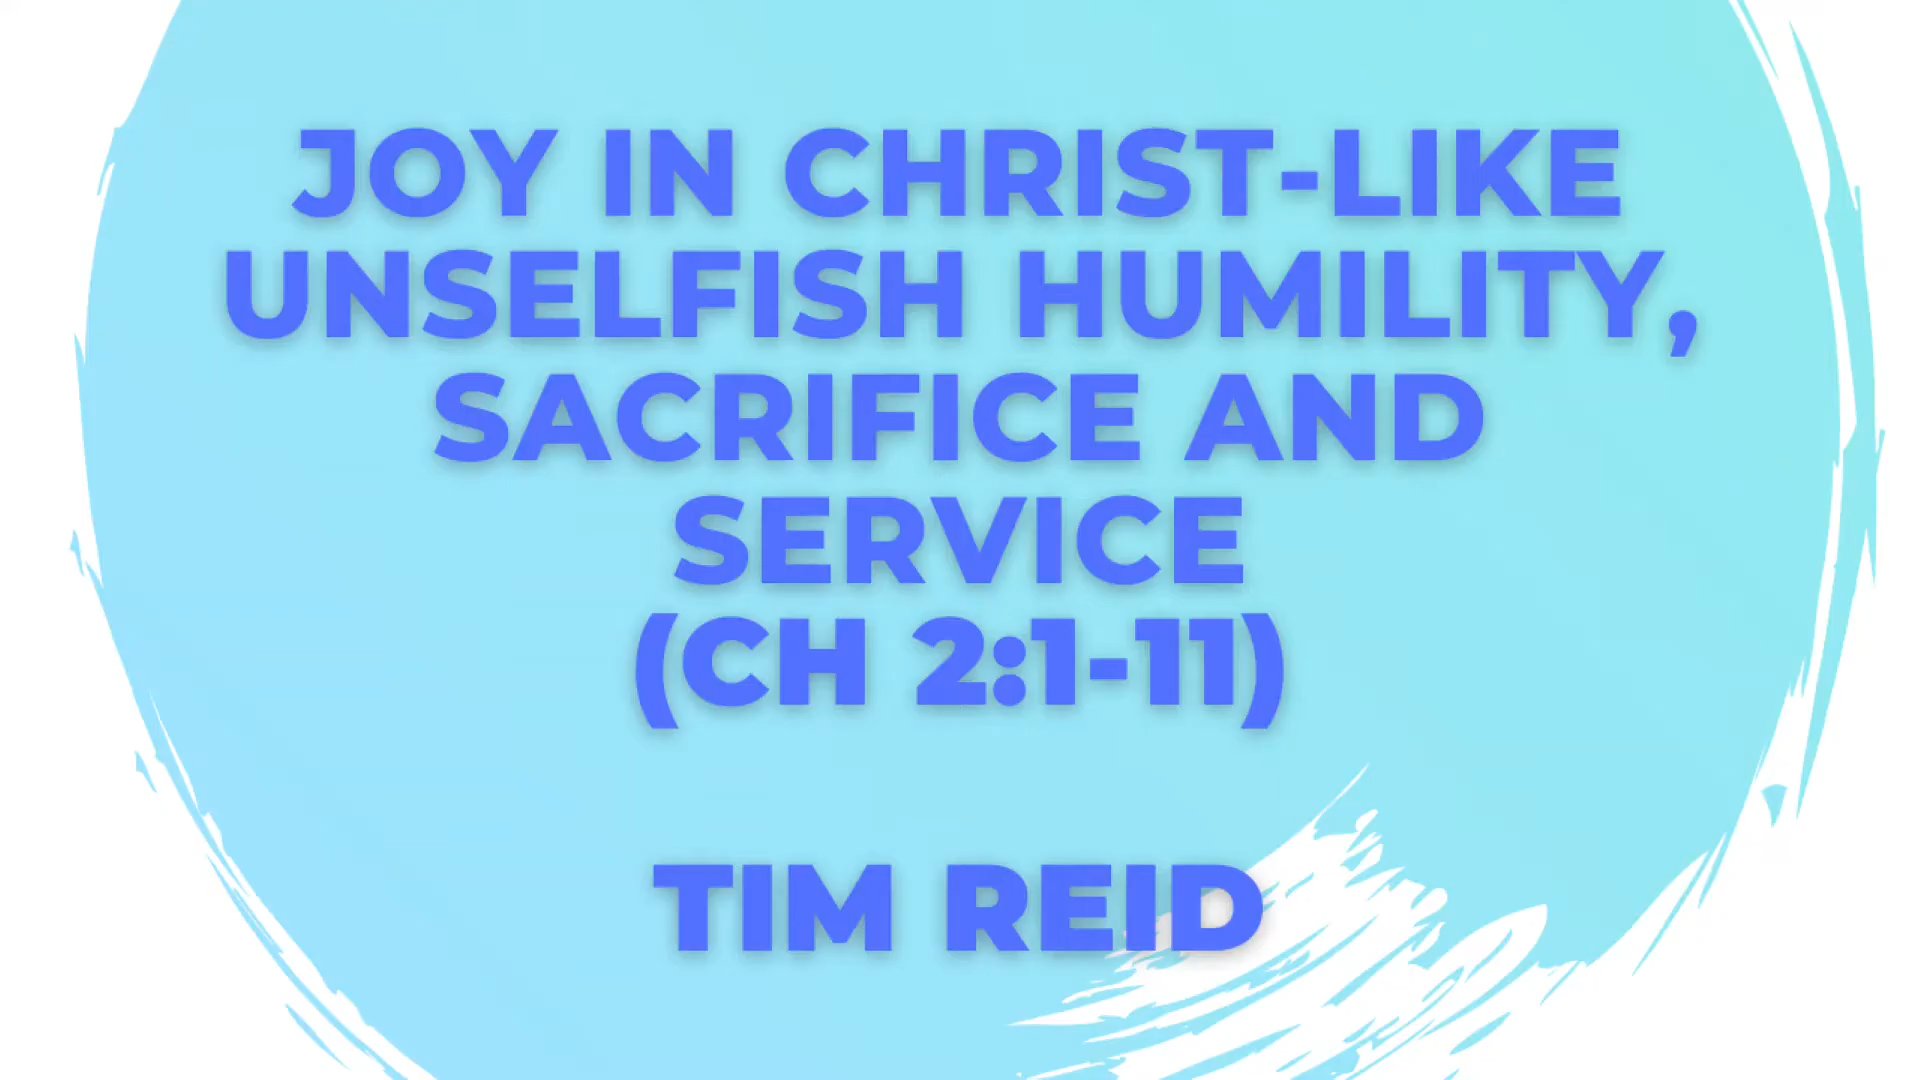 JOY IN CHRIST-LIKE
UNSELFISH HUMILITY,
SACRIFICE AND
SERVICE
(CH 2:1-11)
TIM REID